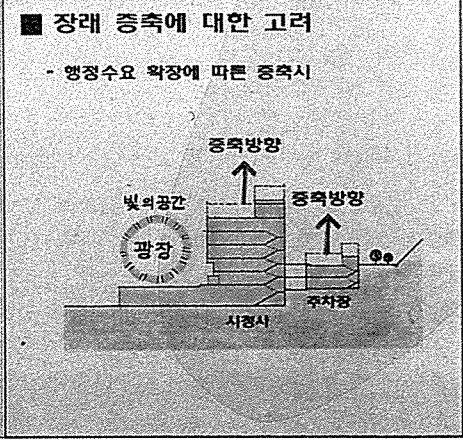 ■ 장래 증축에 대한 고려
- 행정수요 확장에 따른 증축시
증축방향
증축방향
빛의공간
광장
주차장
시청사